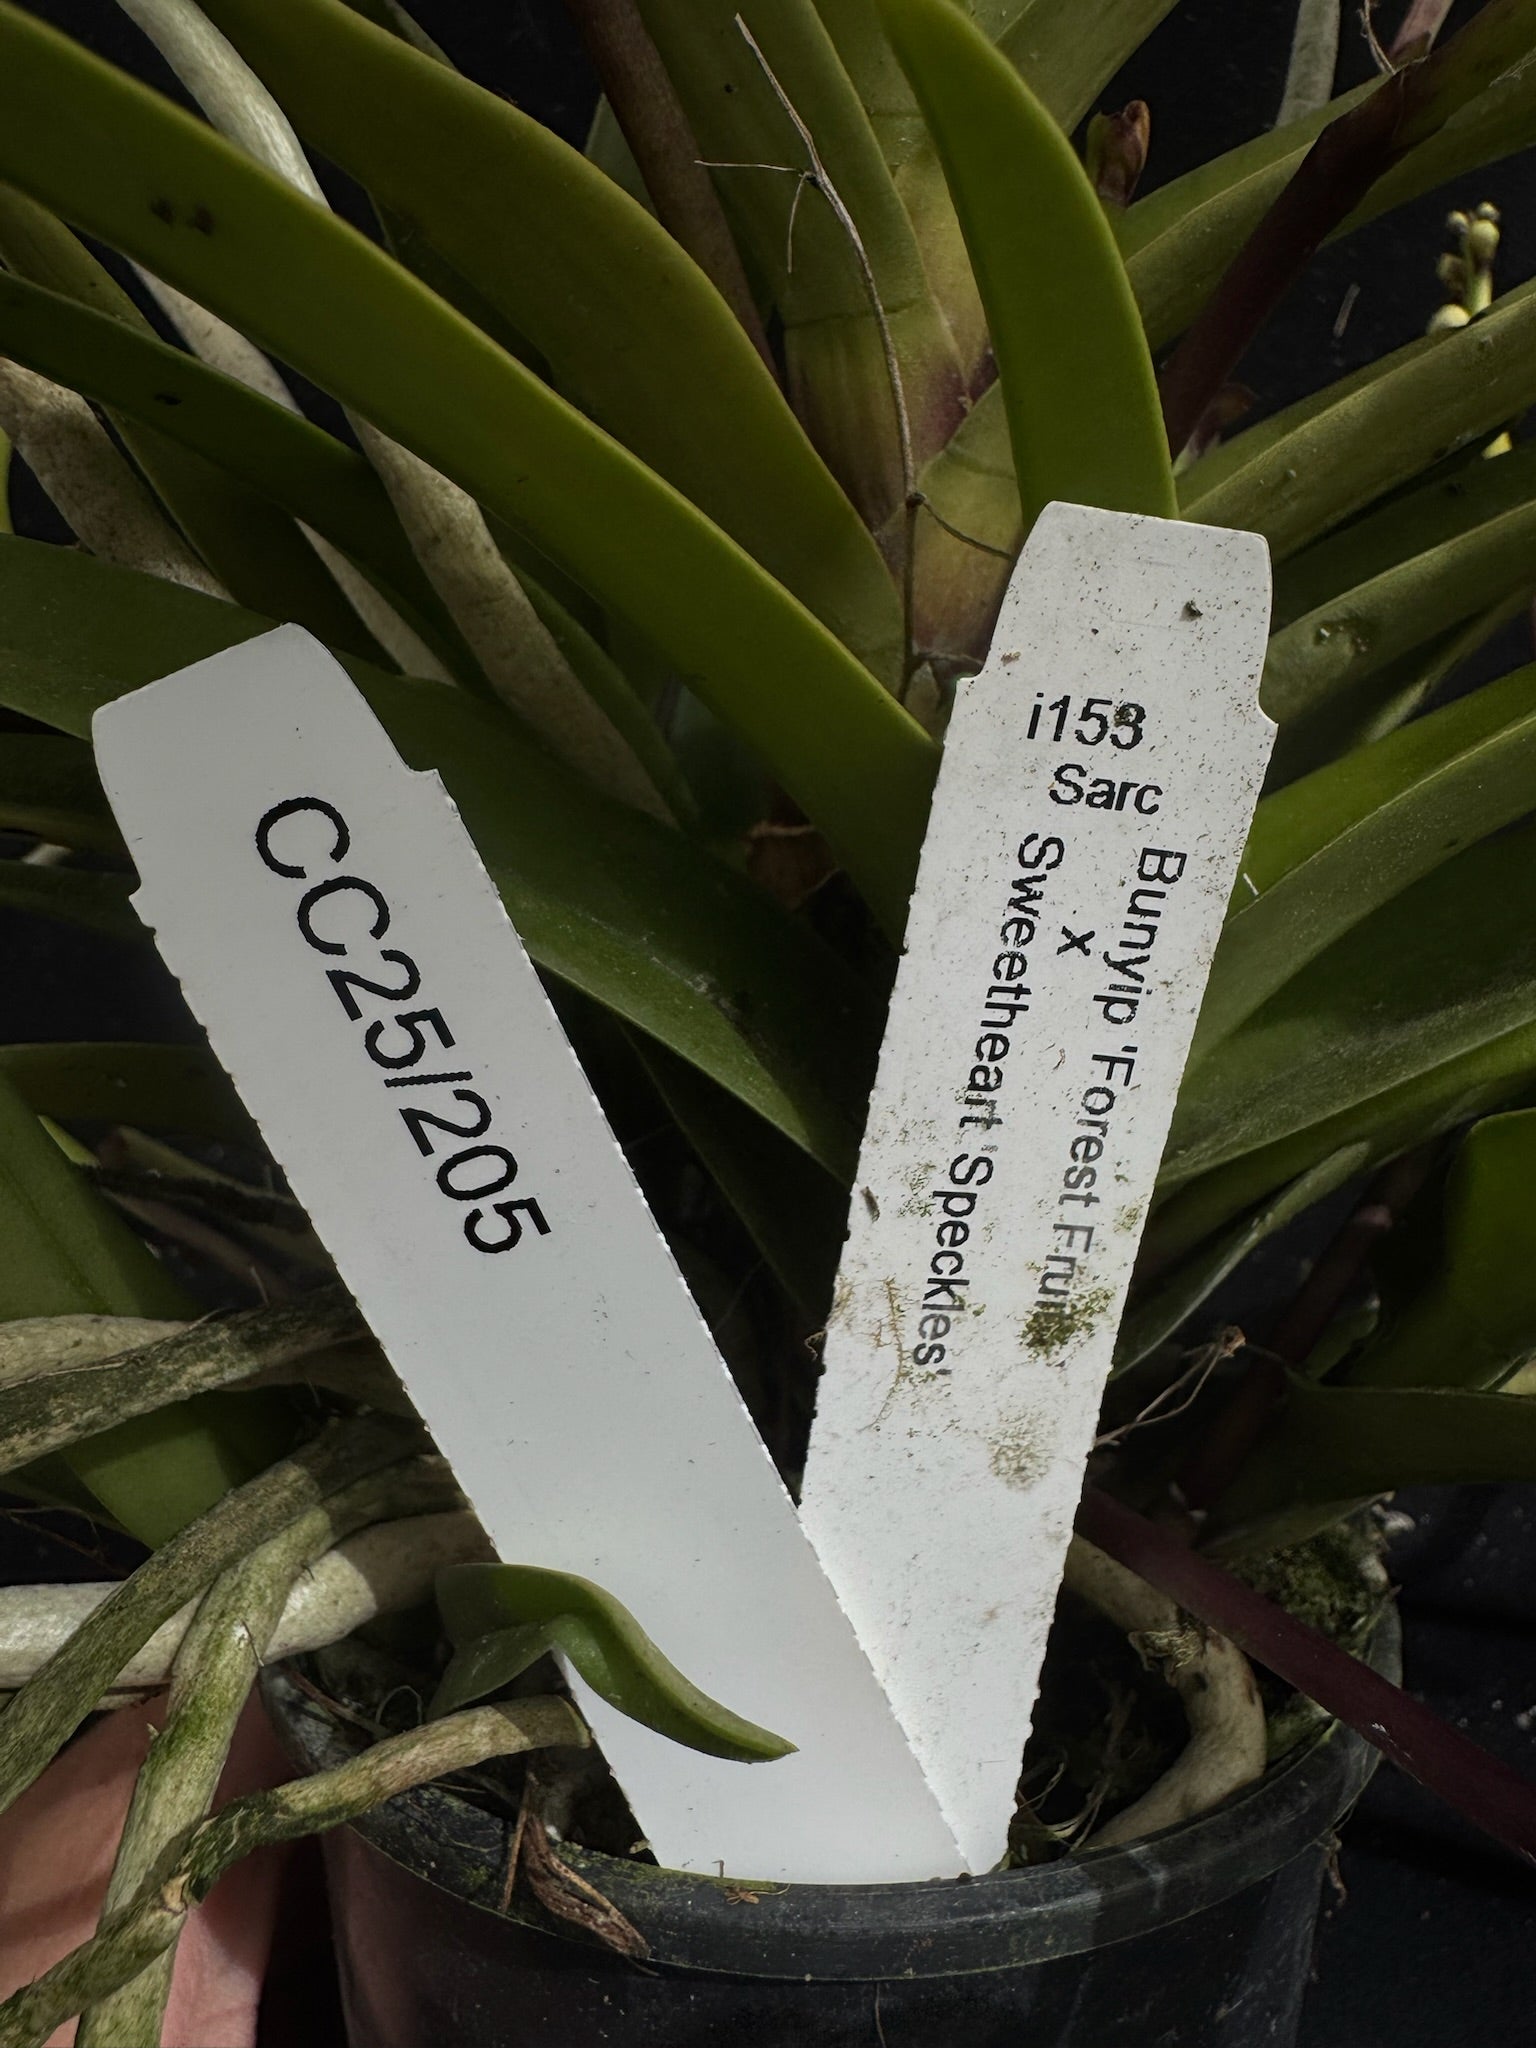 CC25/205
i153
Sarc
Bunyip 'Forest Fruit
x
Sweetheart 'Speckles'